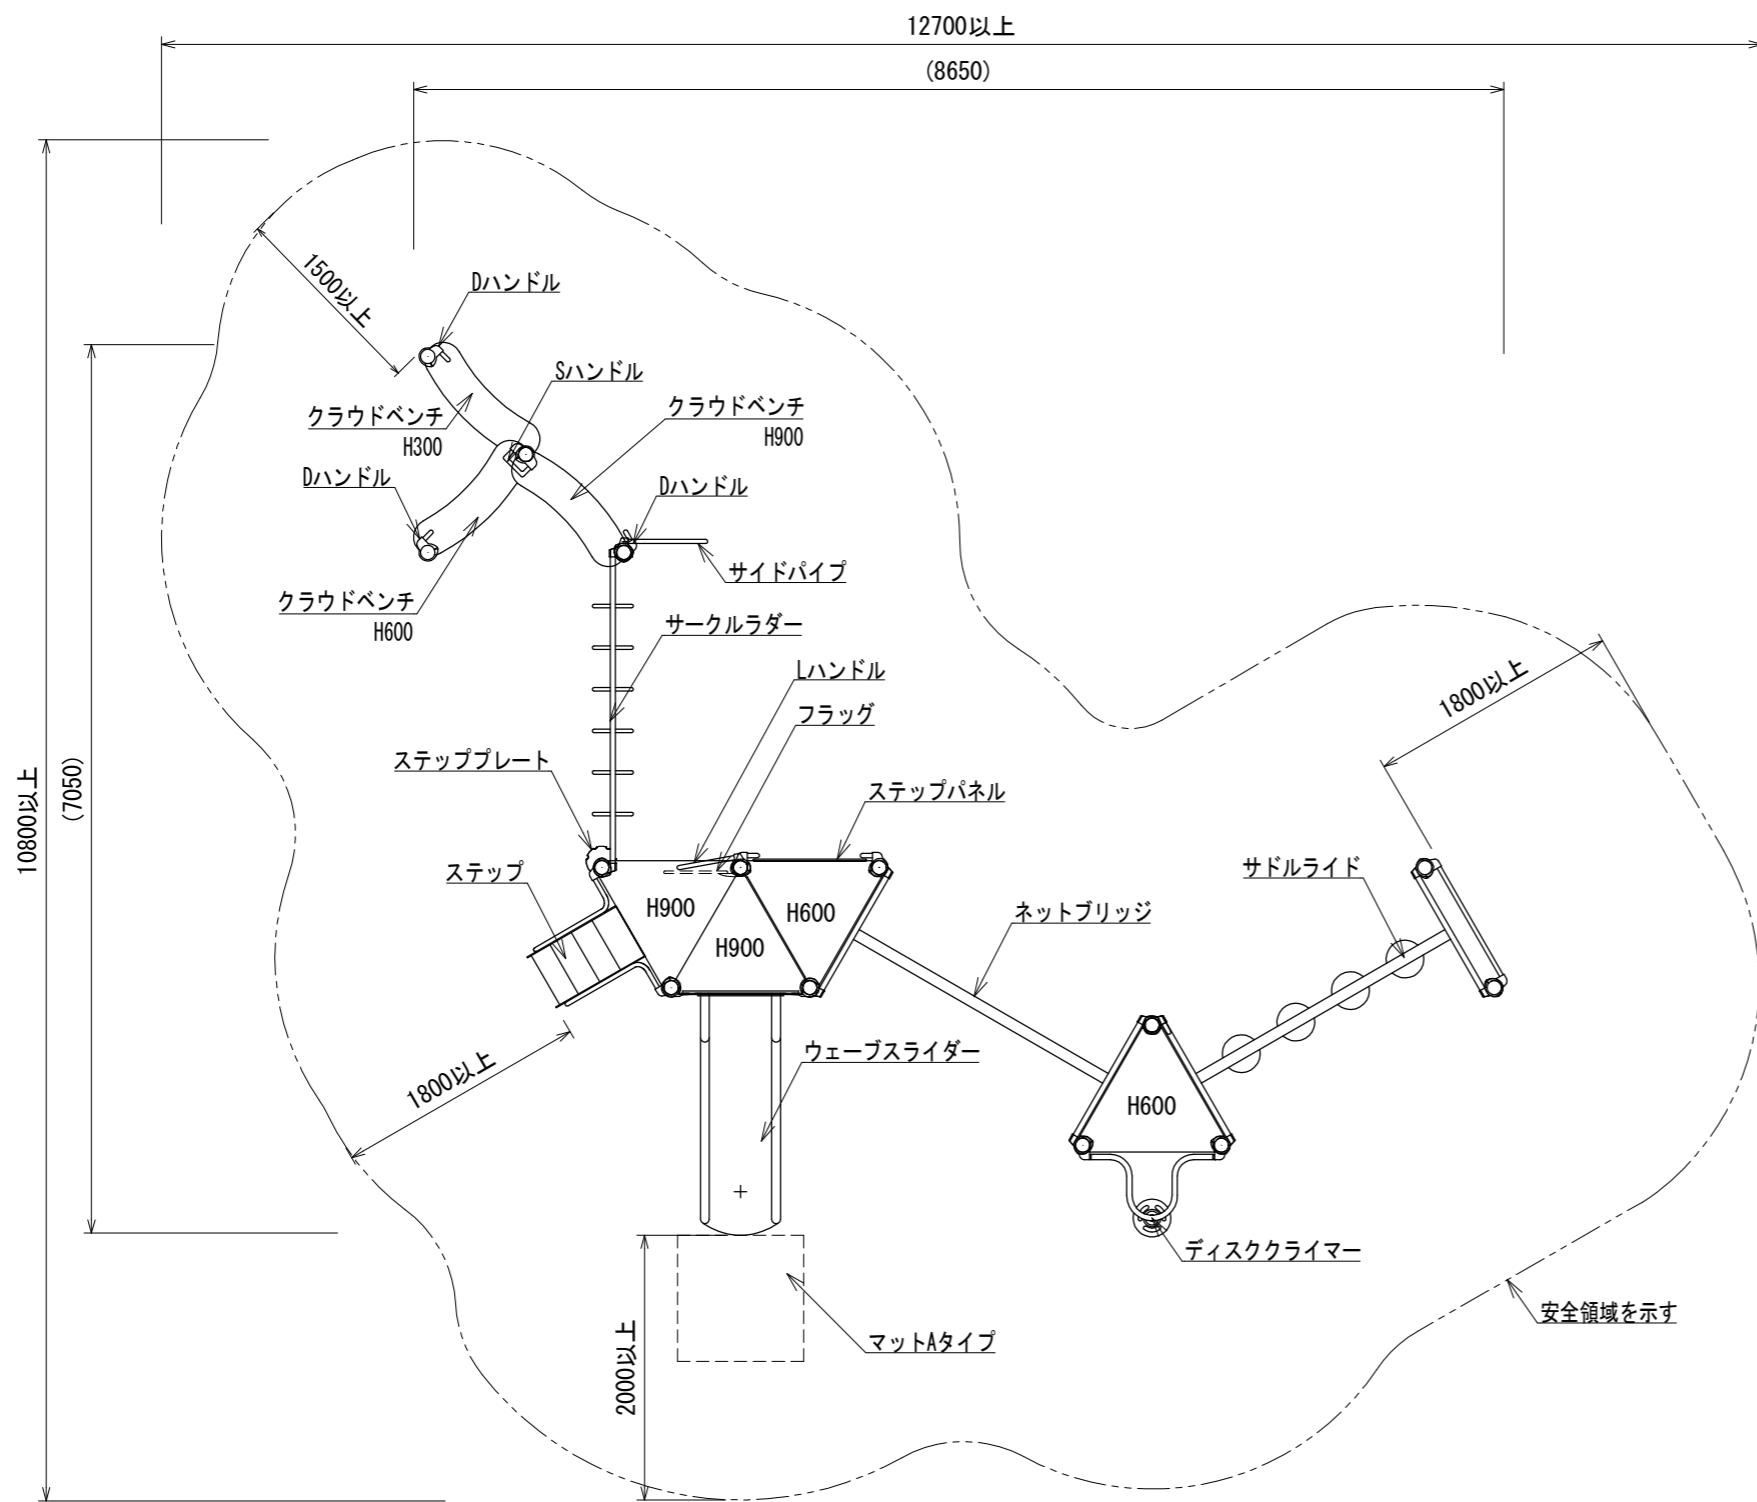 12700以上
(8650)
1500以上
Dハンドル
Sハンドル
クラウドベンチ
H300
クラウドベンチ
H900
Dハンドル
Dハンドル
サイドパイプ
クラウドベンチ
H600
サークルラダー
Lハンドル
フラッグ
1800以上
ステッププレート
ステップパネル
10800以上
(7050)
ステップ
サドルライド
H900
H600
ネットブリッジ
H900
ウェーブスライダー
1800以上
H600
ディスククライマー
安全領域を示す
マットAタイプ
2000以上